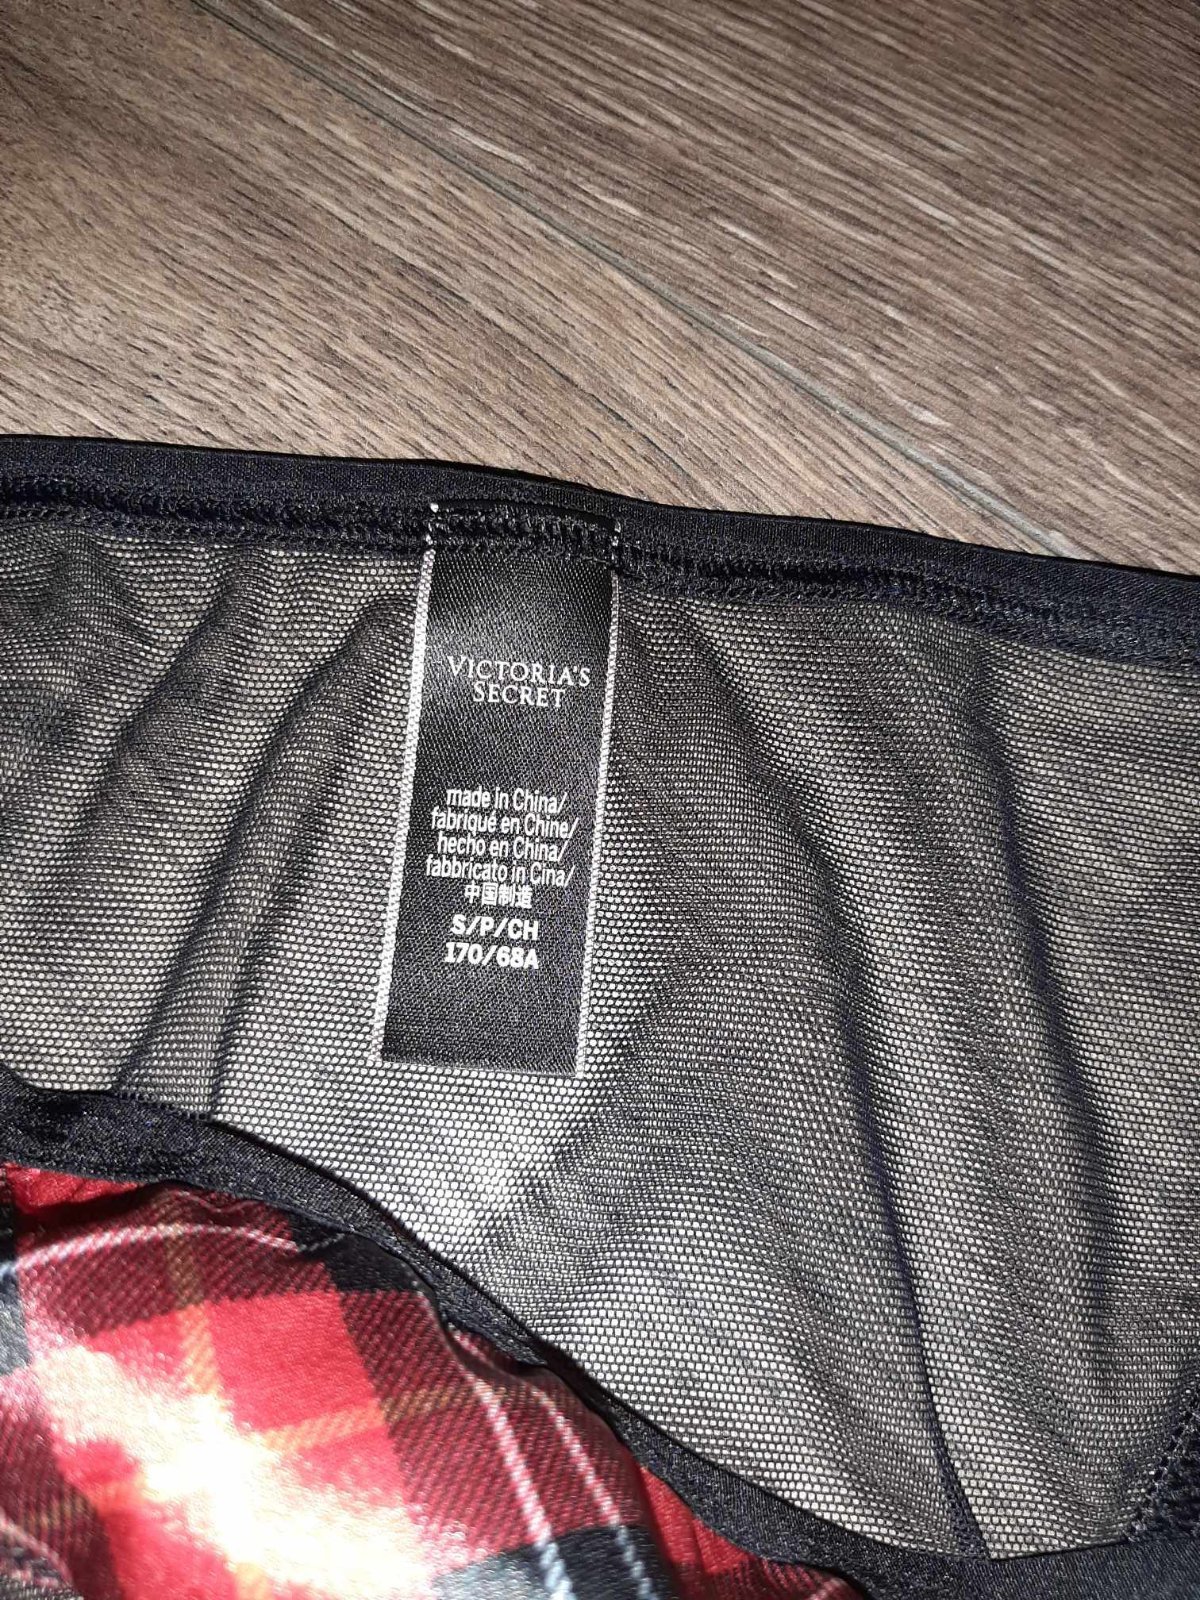 VICTORIA'S
SECRET
made in China/
fabriqué en Chine/
hecho en China/
fabbricato in Cina/
中国制造
S/P/CH
170/68A